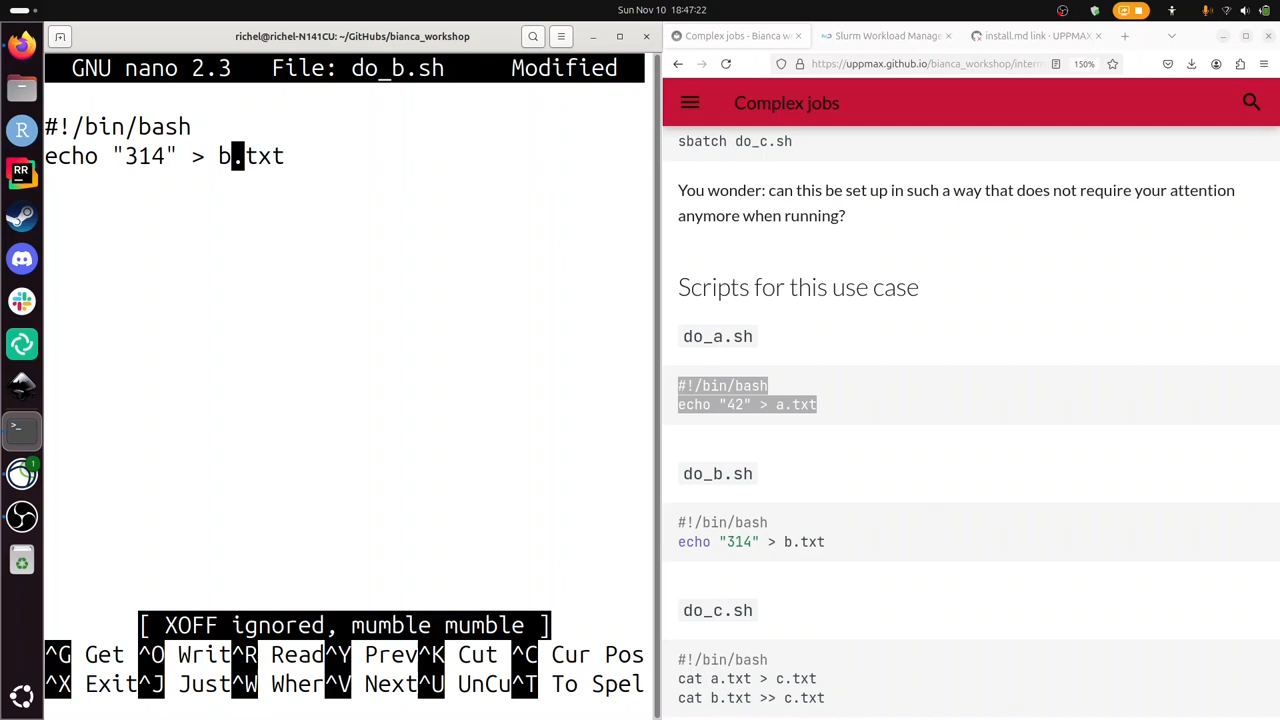 Sun Nov 10 18:47:22
richel@richel-N141CU: ~/GitHubs/bianca_workshop
GNU nano 2.3 File: do_b.sh Modified
#!/bin/bash
echo "314" > b.txt
[ XOFF ignored, mumble mumble ]
^G Get ^O Writ^R Read^Y Prev^K Cut ^C Cur Pos
^X Exit^J Just^W Wher^V Next^U UnCu^T To Spel
R
RR
>_
1
Complex jobs - Bianca w
Slurm Workload Manage
install.md link · UPPMAX
https://uppmax.github.io/bianca_workshop/interm
150%
Complex jobs
sbatch do_c.sh
You wonder: can this be set up in such a way that does not require your attention
anymore when running?
Scripts for this use case
do_a.sh
#!/bin/bash
echo "42" > a.txt
do_b.sh
#!/bin/bash
echo "314" > b.txt
do_c.sh
#!/bin/bash
cat a.txt > c.txt
cat b.txt >> c.txt